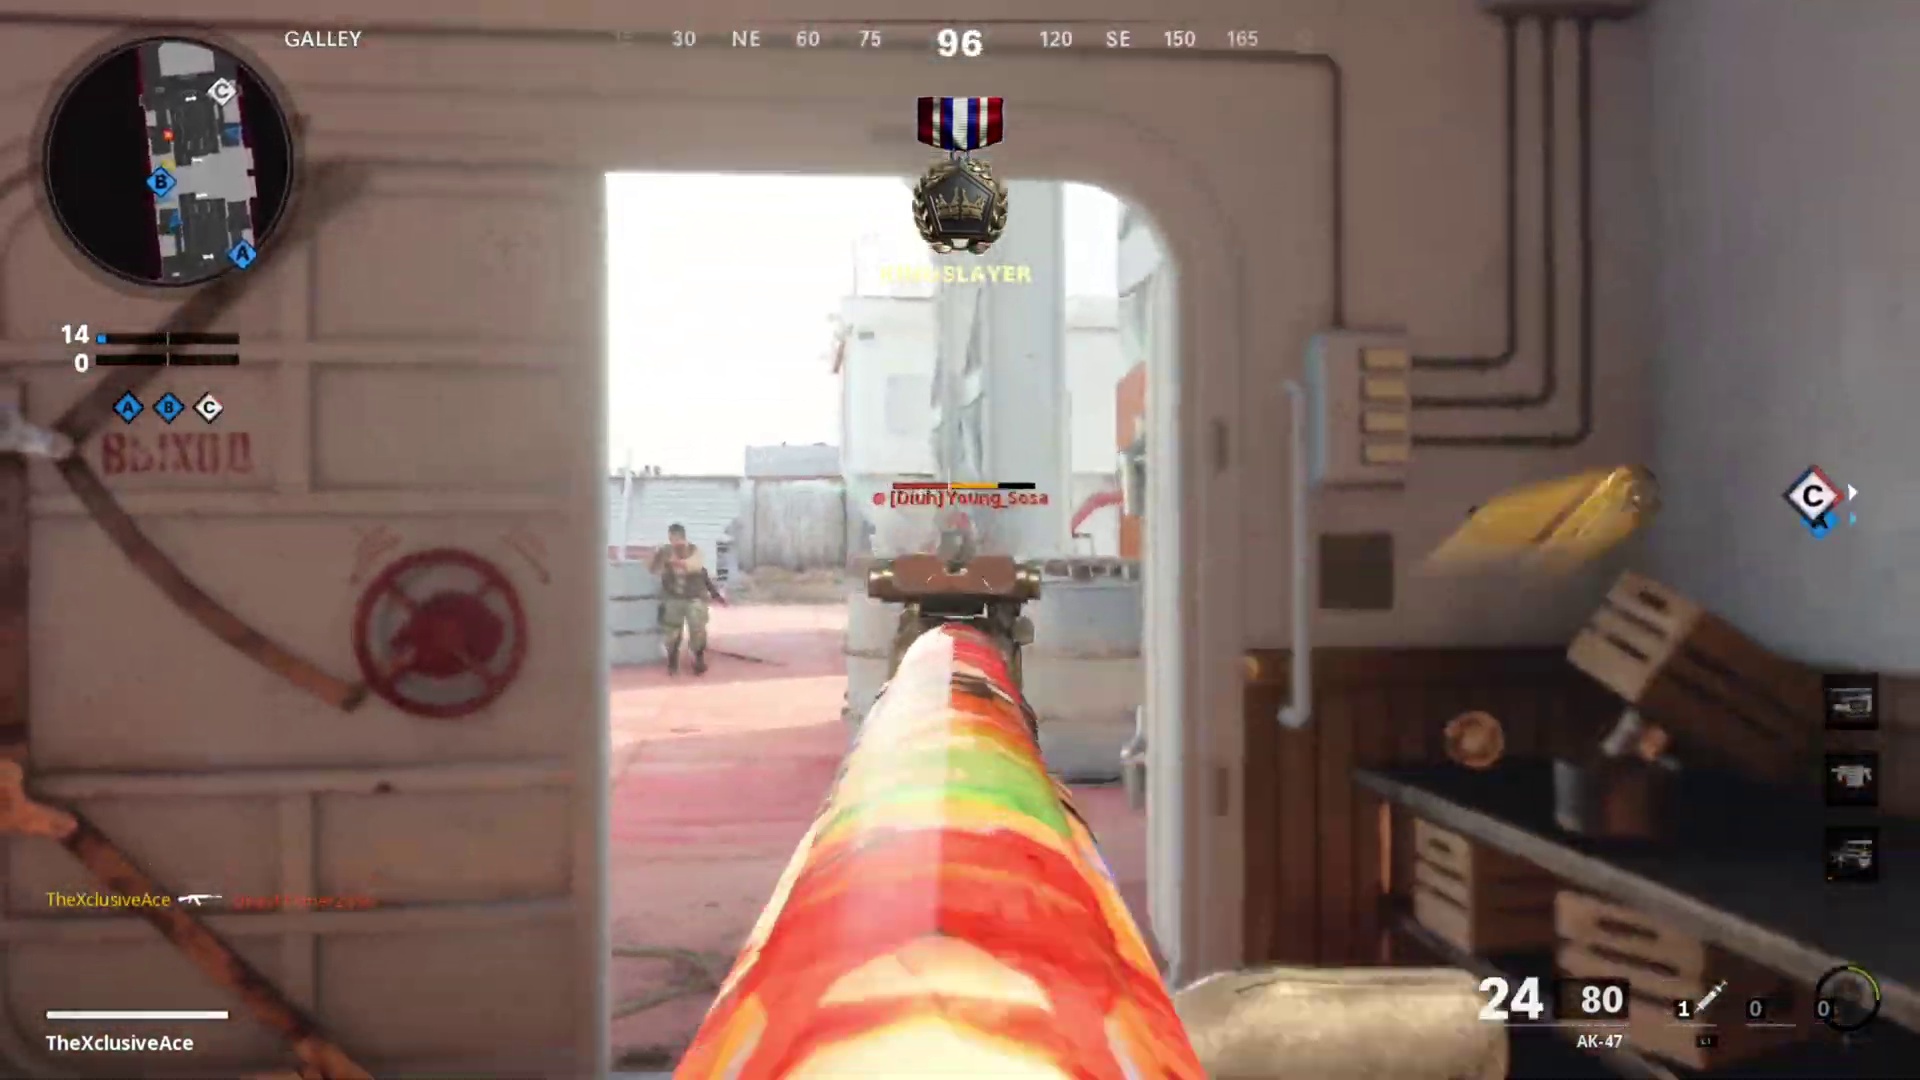 GALLEY
30 NE 60 75 96 120 SE 150 165
C
B
A
SLAYER
14
0
A B C
ВЫХОД
[Diuh]Young_Sosa
C
A
TheXclusiveAce
TheXclusiveAce
24 80 1 0 0
AK-47